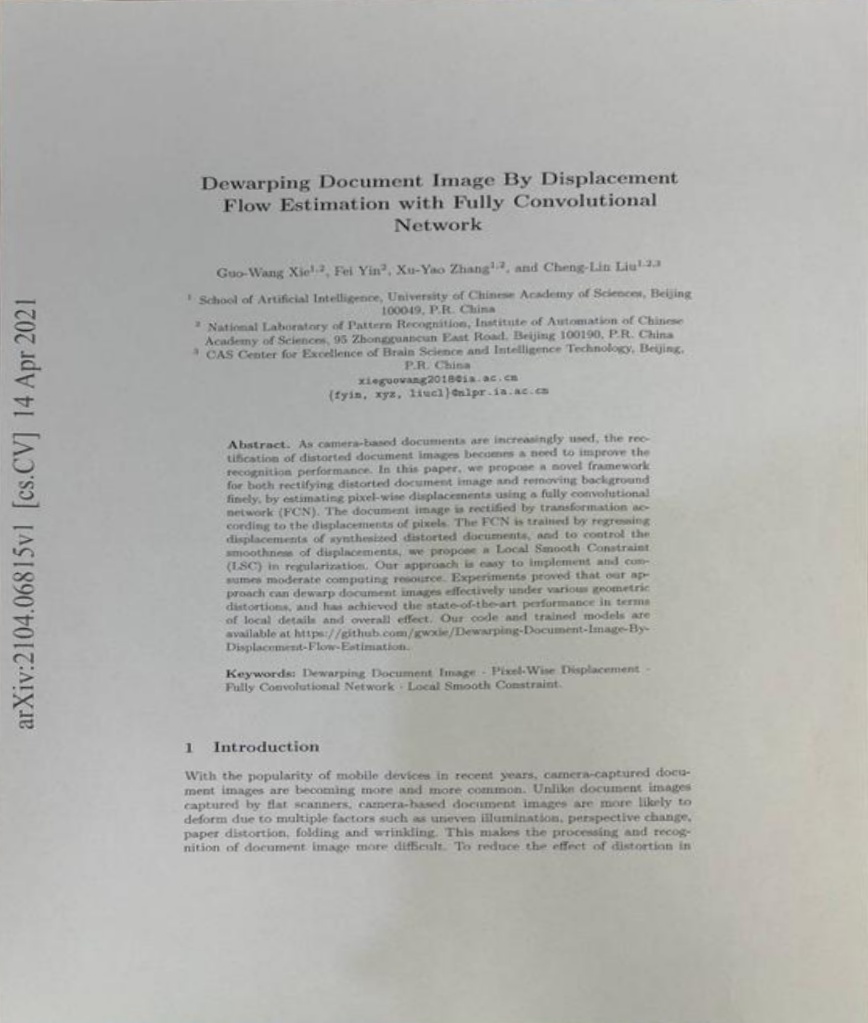 Dewarping Document Image By Displacement
Flow Estimation with Fully Convolutional
Network
Guo-Wang Xie1,2, Fei Yin2, Xu-Yao Zhang1,2, and Cheng-Lin Liu1,2,3
1 School of Artificial Intelligence, University of Chinese Academy of Sciences, Beijing
100049, P.R. China
2 National Laboratory of Pattern Recognition, Institute of Automation of Chinese
Academy of Sciences, 95 Zhongguancun East Road, Beijing 100190, P.R. China
3 CAS Center for Excellence of Brain Science and Intelligence Technology, Beijing,
P.R. China
xieguowang2018@ia.ac.cn
{fyin, xyz, liucl}@nlpr.ia.ac.cn
Abstract. As camera-based documents are increasingly used, the rec-
tification of distorted document images becomes a need to improve the
recognition performance. In this paper, we propose a novel framework
for both rectifying distorted document image and removing background
finely, by estimating pixel-wise displacements using a fully convolutional
network (FCN). The document image is rectified by transformation ac-
cording to the displacements of pixels. The FCN is trained by regressing
displacements of synthesized distorted documents, and to control the
smoothness of displacements, we propose a Local Smooth Constraint
(LSC) in regularization. Our approach is easy to implement and con-
sumes moderate computing resource. Experiments proved that our ap-
proach can dewarp document images effectively under various geometric
distortions, and has achieved the state-of-the-art performance in terms
of local details and overall effect. Our code and trained models are
available at https://github.com/gwxie/Dewarping-Document-Image-By-
Displacement-Flow-Estimation.
Keywords: Dewarping Document Image · Pixel-Wise Displacement ·
Fully Convolutional Network · Local Smooth Constraint.
1 Introduction
With the popularity of mobile devices in recent years, camera-captured docu-
ment images are becoming more and more common. Unlike document images
captured by flat scanners, camera-based document images are more likely to
deform due to multiple factors such as uneven illumination, perspective change,
paper distortion, folding and wrinkling. This makes the processing and recog-
nition of document image more difficult. To reduce the effect of distortion in
arXiv:2104.06815v1 [cs.CV] 14 Apr 2021